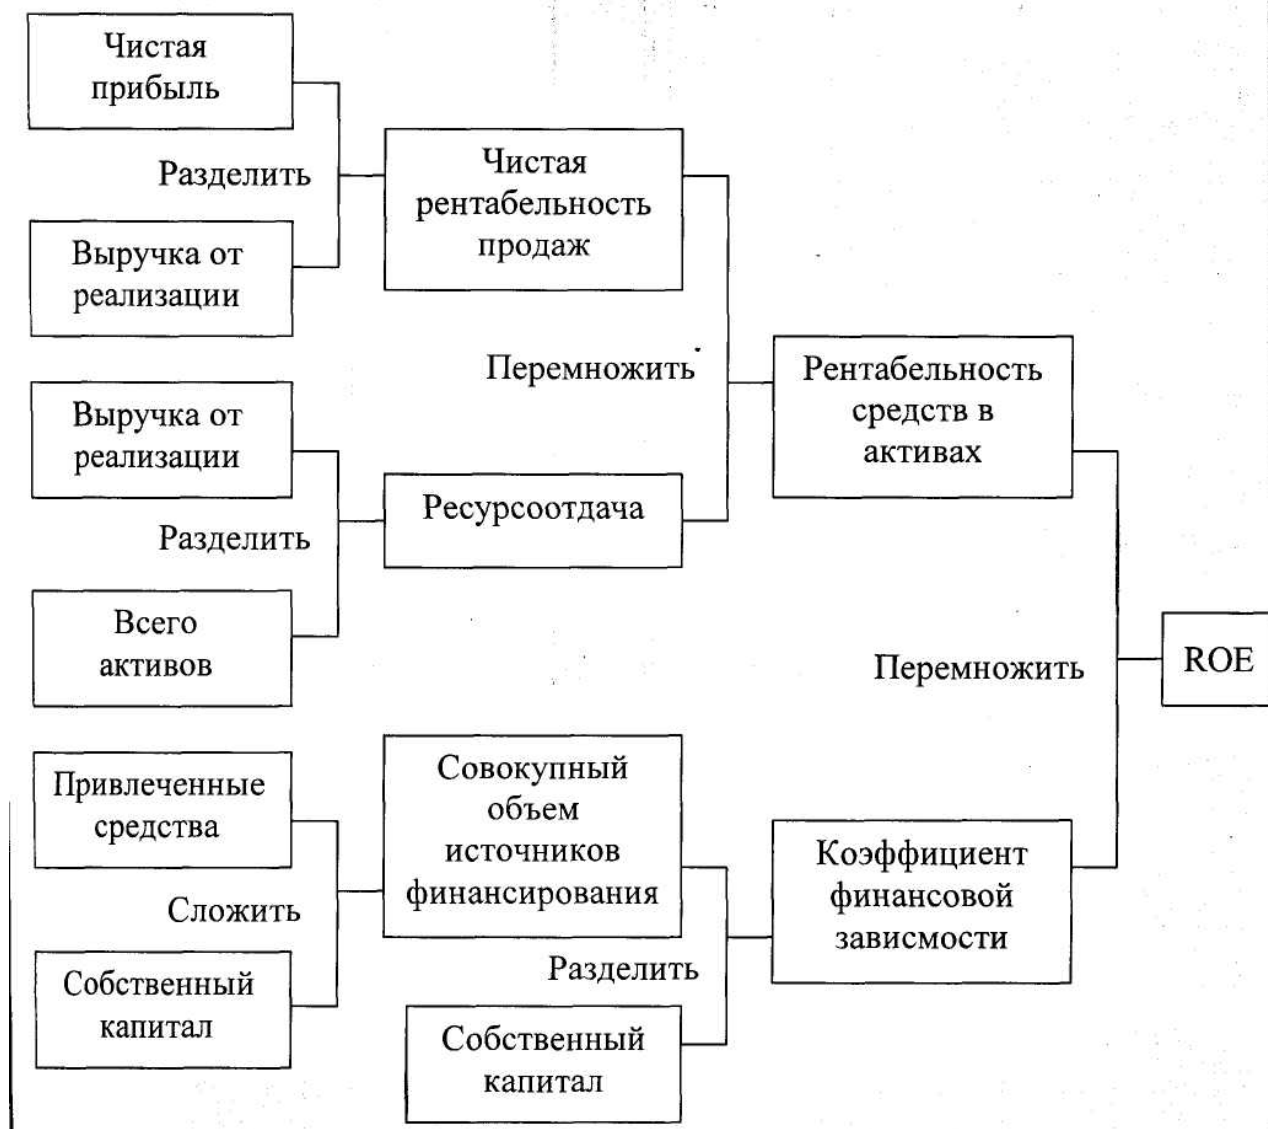 Чистая
прибыль
Разделить
Выручка от
реализации
Чистая
рентабельность
продаж
Выручка от
реализации
Разделить
Всего
активов
Ресурсоотдача
Перемножить
Рентабельность
средств в
активах
Привлеченные
средства
Сложить
Собственный
капитал
Совокупный
объем
источников
финансирования
Разделить
Собственный
капитал
Коэффициент
финансовой
зависмости
Перемножить
ROE